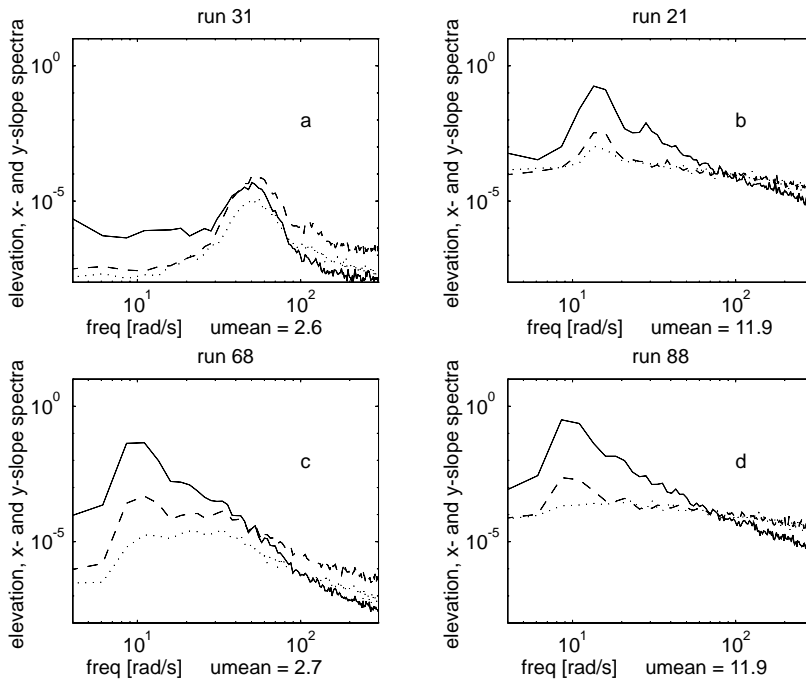 run 31
elevation, x- and y-slope spectra
10^0
10^-5
a
10^1
10^2
freq [rad/s] umean = 2.6
run 21
elevation, x- and y-slope spectra
10^0
10^-5
b
10^1
10^2
freq [rad/s] umean = 11.9
run 68
elevation, x- and y-slope spectra
10^0
10^-5
c
10^1
10^2
freq [rad/s] umean = 2.7
run 88
elevation, x- and y-slope spectra
10^0
10^-5
d
10^1
10^2
freq [rad/s] umean = 11.9